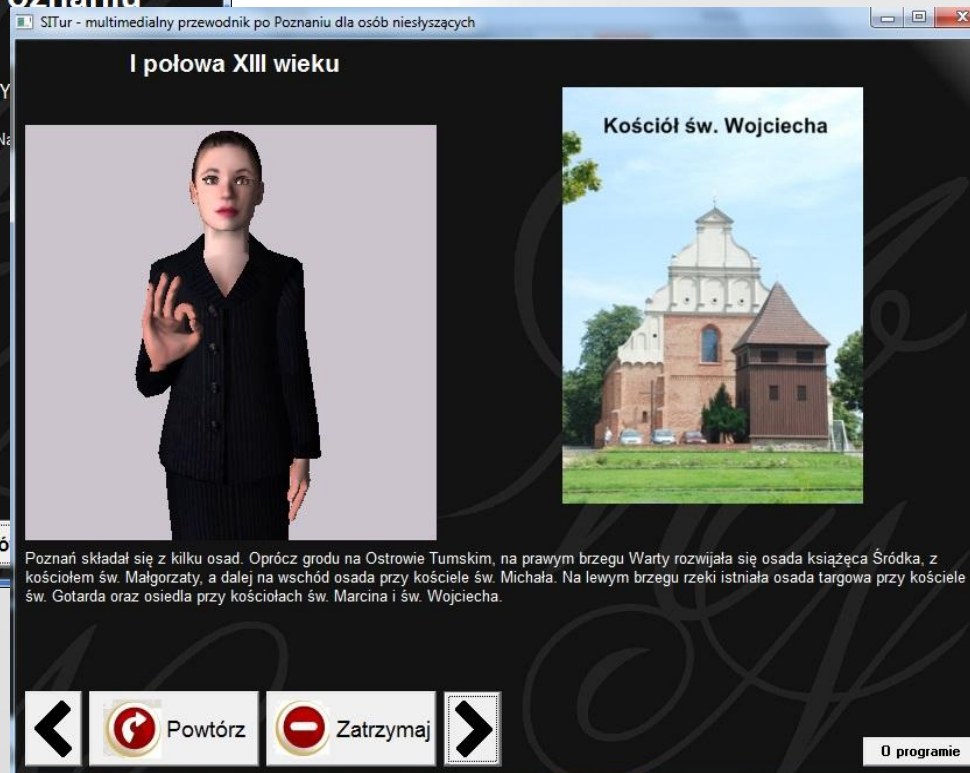 SITur - multimedialny przewodnik po Poznaniu dla osób niesłyszących
I połowa XIII wieku
Kościół św. Wojciecha
Poznań składał się z kilku osad. Oprócz grodu na Ostrowie Tumskim, na prawym brzegu Warty rozwijała się osada książęca Śródka, z
kościołem św. Małgorzaty, a dalej na wschód osada przy kościele św. Michała. Na lewym brzegu rzeki istniała osada targowa przy kościele
św. Gotarda oraz osiedla przy kościołach św. Marcina i św. Wojciecha.
Powtórz
Zatrzymaj
O programie